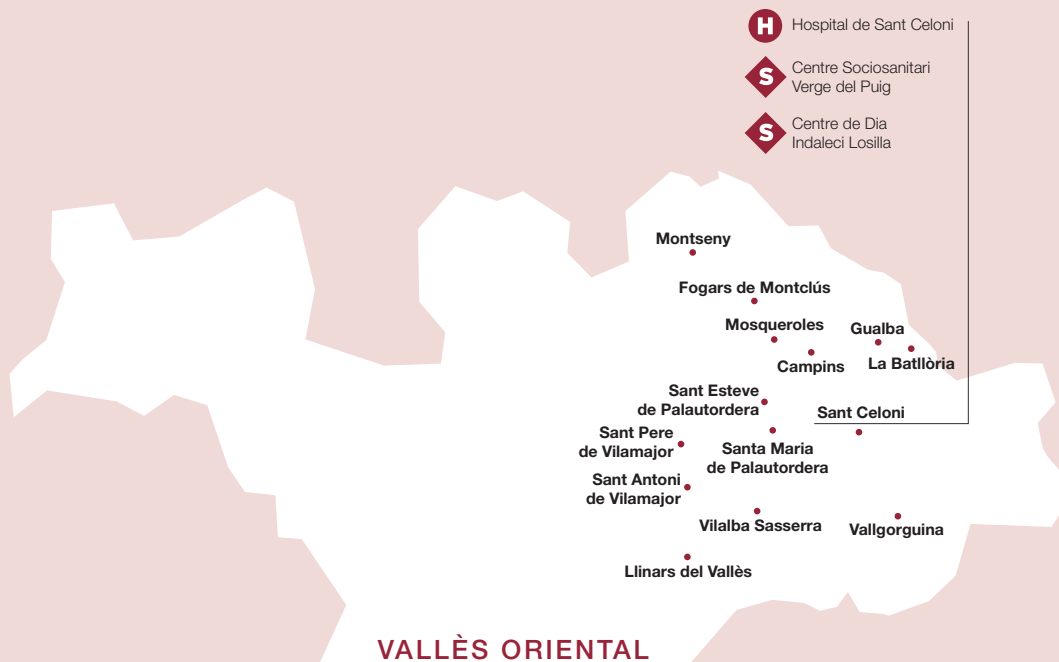 H Hospital de Sant Celoni
S Centre Sociosanitari
Verge del Puig
S Centre de Dia
Indaleci Losilla
Montseny
Fogars de Montclús
Mosqueroles
Gualba
Campins
La Batllòria
Sant Esteve
de Palautordera
Sant Celoni
Sant Pere
de Vilamajor
Santa Maria
de Palautordera
Sant Antoni
de Vilamajor
Vilalba Sasserra
Vallgorguina
Llinars del Vallès
VALLÈS ORIENTAL